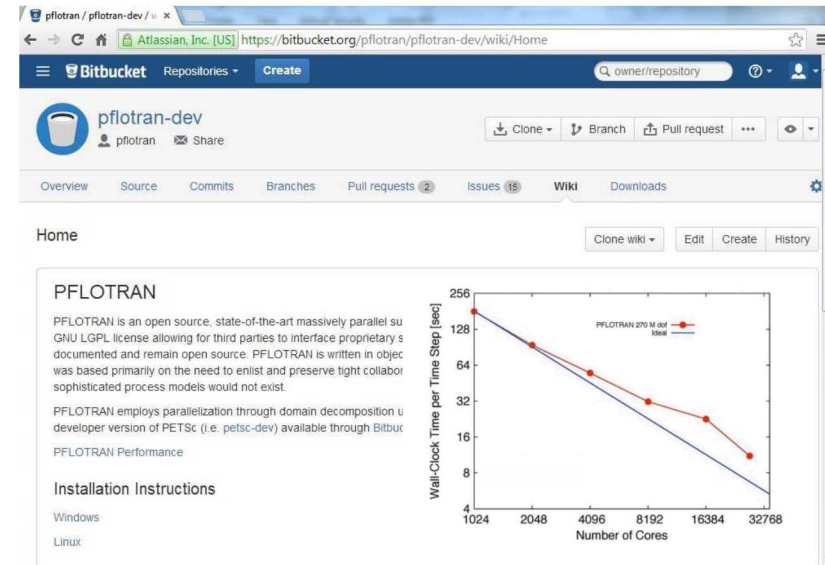 pflotran / pflotran-dev / w
Atlassian, Inc. [US] https://bitbucket.org/pflotran/pflotran-dev/wiki/Home
Bitbucket Repositories Create owner/repository
pflotran-dev
pflotran Share
Clone Branch Pull request
Overview Source Commits Branches Pull requests 2 Issues 15 Wiki Downloads
Home
Clone wiki Edit Create History
PFLOTRAN
PFLOTRAN is an open source, state-of-the-art massively parallel su
GNU LGPL license allowing for third parties to interface proprietary s
documented and remain open source. PFLOTRAN is written in objec
was based primarily on the need to enlist and preserve tight collabor
sophisticated process models would not exist.
PFLOTRAN employs parallelization through domain decomposition u
developer version of PETSc (i.e. petsc-dev) available through Bitbuc
PFLOTRAN Performance
Installation Instructions
Windows
Linux
Wall-Clock Time per Time Step [sec]
256
128
64
32
16
8
4
PFLOTRAN 270 M dof
Ideal
1024 2048 4096 8192 16384 32768
Number of Cores